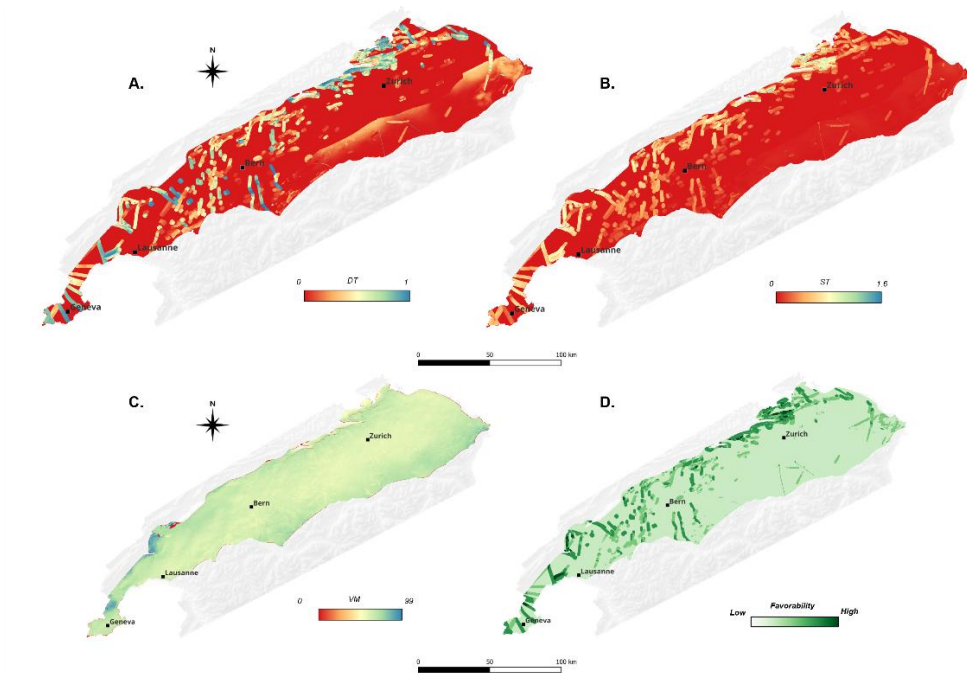 N
A.
Zurich
Bern
Lausanne
Geneva
0 DT 1
B.
Zurich
Bern
Lausanne
Geneva
0 ST 1.6
0 50 100 km
C.
N
Zurich
Bern
Lausanne
Geneva
0 VM 99
D.
Zurich
Bern
Lausanne
Geneva
Low Favorability High
0 50 100 km